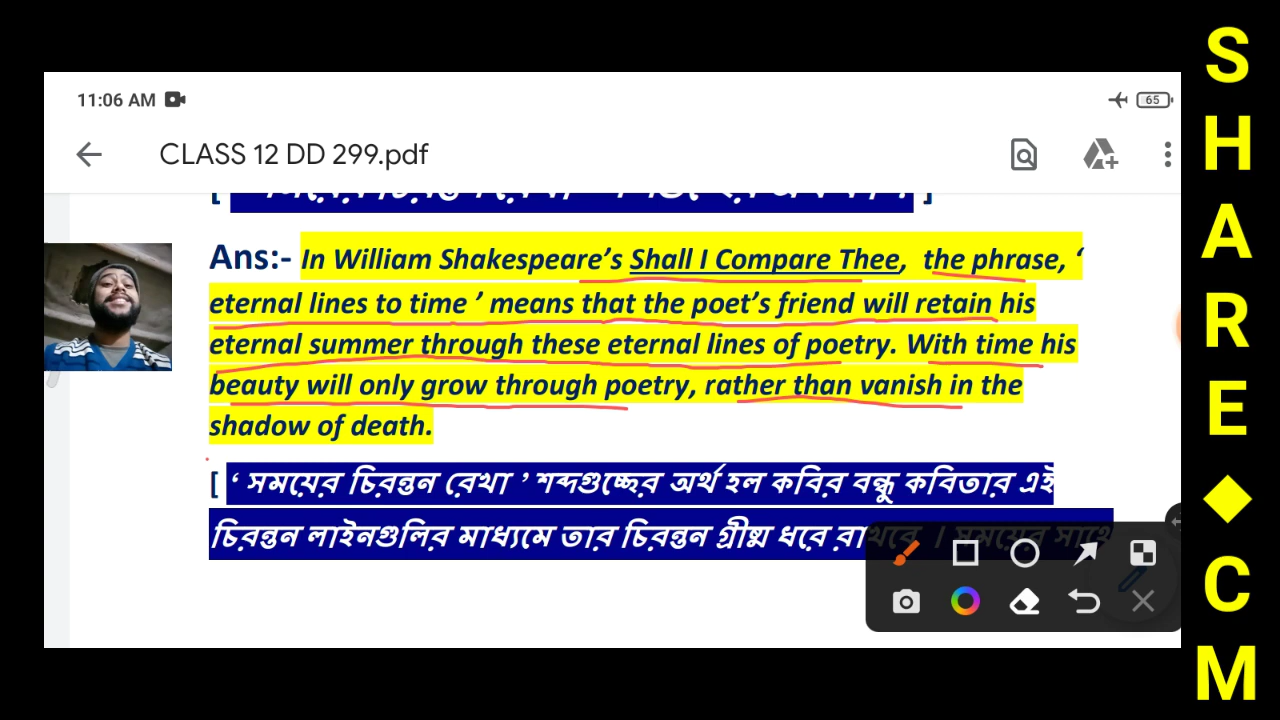 11:06 AM
65
CLASS 12 DD 299.pdf
Ans:- In William Shakespeare’s Shall I Compare Thee, the phrase, ‘
eternal lines to time ’ means that the poet’s friend will retain his
eternal summer through these eternal lines of poetry. With time his
beauty will only grow through poetry, rather than vanish in the
shadow of death.
[ ‘ সময়ের চিরন্তন রেখা ’ শব্দগুচ্ছের অর্থ হল কবির বন্ধু কবিতার এই
চিরন্তন লাইনগুলির মাধ্যমে তার চিরন্তন গ্রীষ্ম ধরে রাখবে । সময়ের সাথে
SHARE◆CM